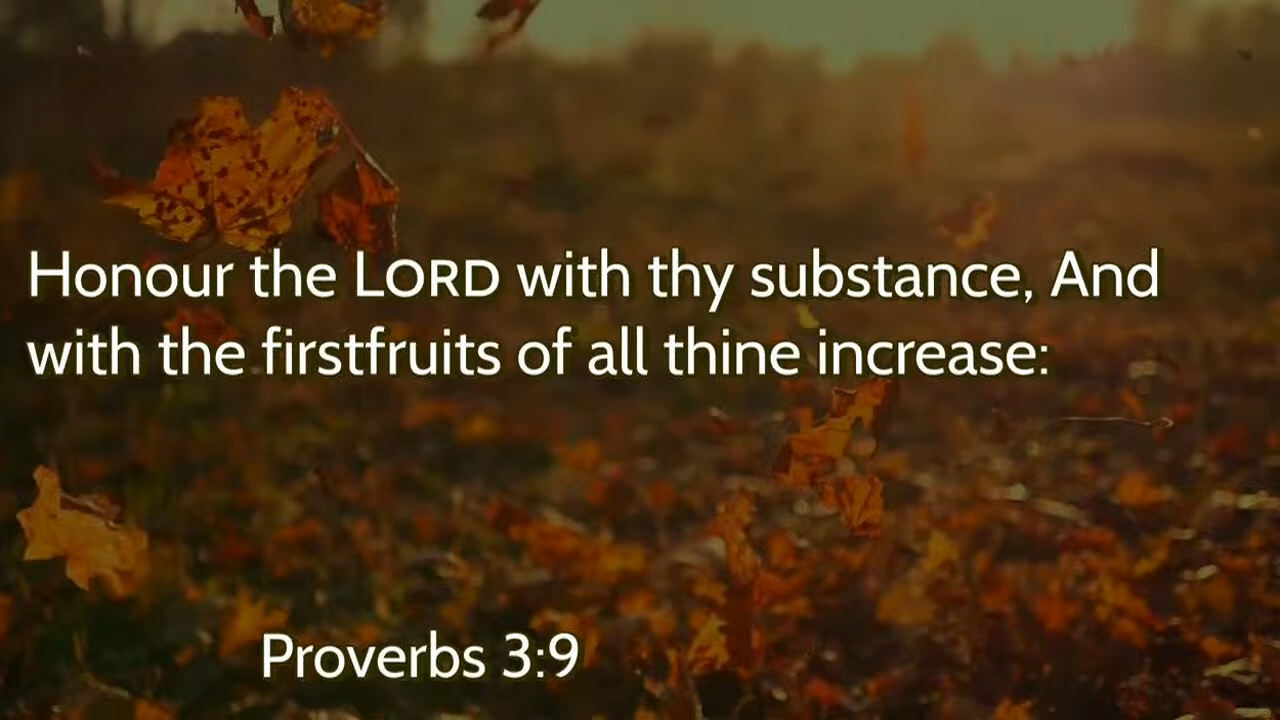 Honour the LORD with thy substance, And
with the firstfruits of all thine increase:
Proverbs 3:9